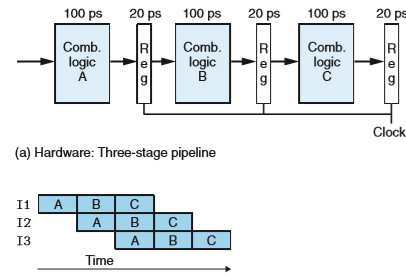 100 ps 20 ps 100 ps 20 ps 100 ps 20 ps
Comb. logic A
Reg
Comb. logic B
Reg
Comb. logic C
Reg
Clock
(a) Hardware: Three-stage pipeline
I1 A B C
I2 A B C
I3 A B C
Time